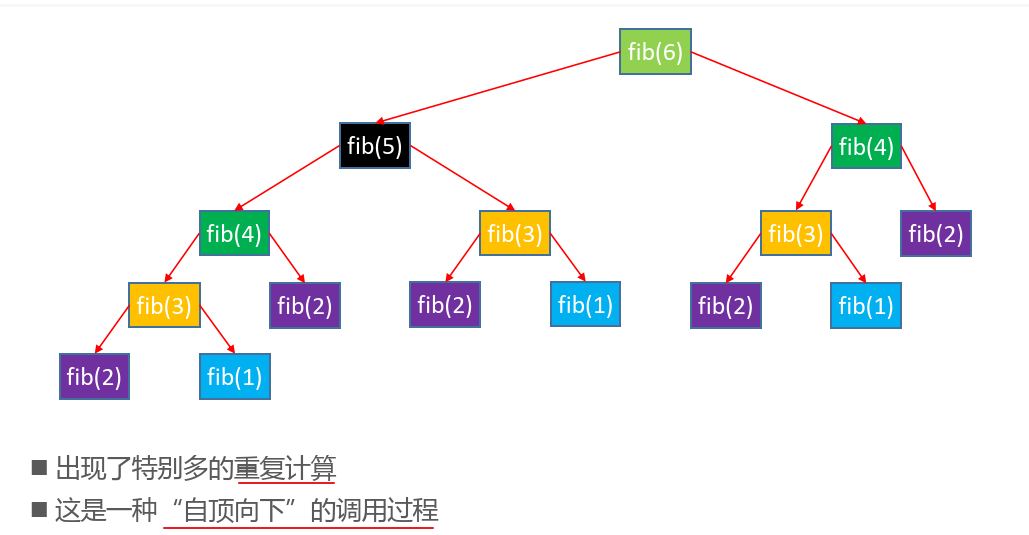 fib(6)
fib(5) fib(4)
fib(4) fib(3) fib(3) fib(2)
fib(3) fib(2) fib(2) fib(1) fib(2) fib(1)
fib(2) fib(1)
■ 出现了特别多的重复计算
■ 这是一种“自顶向下”的调用过程